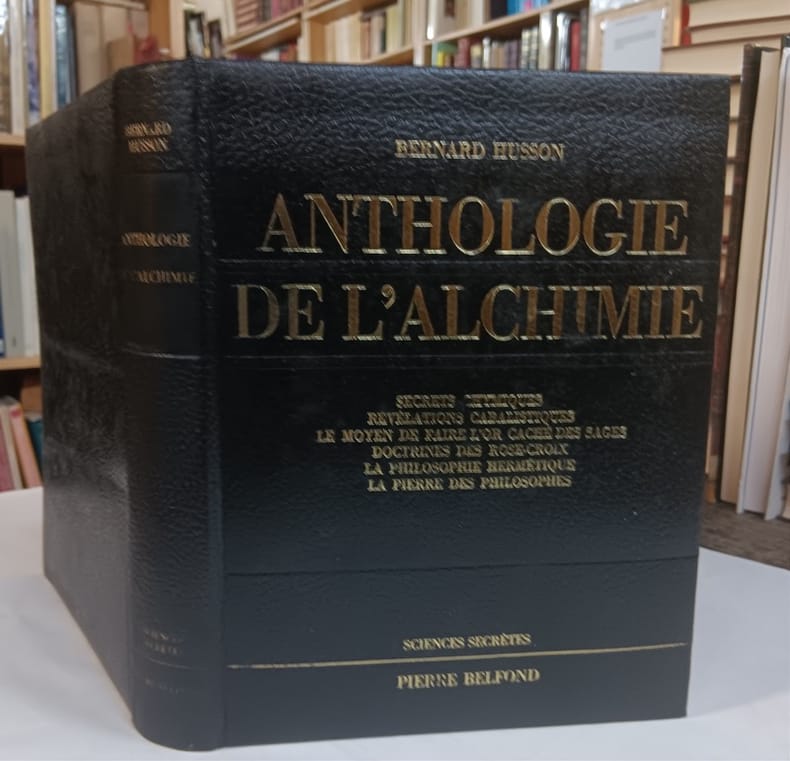 BERNARD
HUSSON
ANTHOLOGIE
L'ALCHIMIE
BERNARD HUSSON
ANTHOLOGIE
DE L'ALCHIMIE
SECRETS
RÉVÉLATIONS CABALISTIQUES
LE MOYEN DE FAIRE L'OR CACHÉ DES SAGES
DOCTRINES DES ROSE-CROIX
LA PHILOSOPHIE HERMÉTIQUE
LA PIERRE DES PHILOSOPHES
SCIENCES SECRÈTES
PIERRE BELFOND